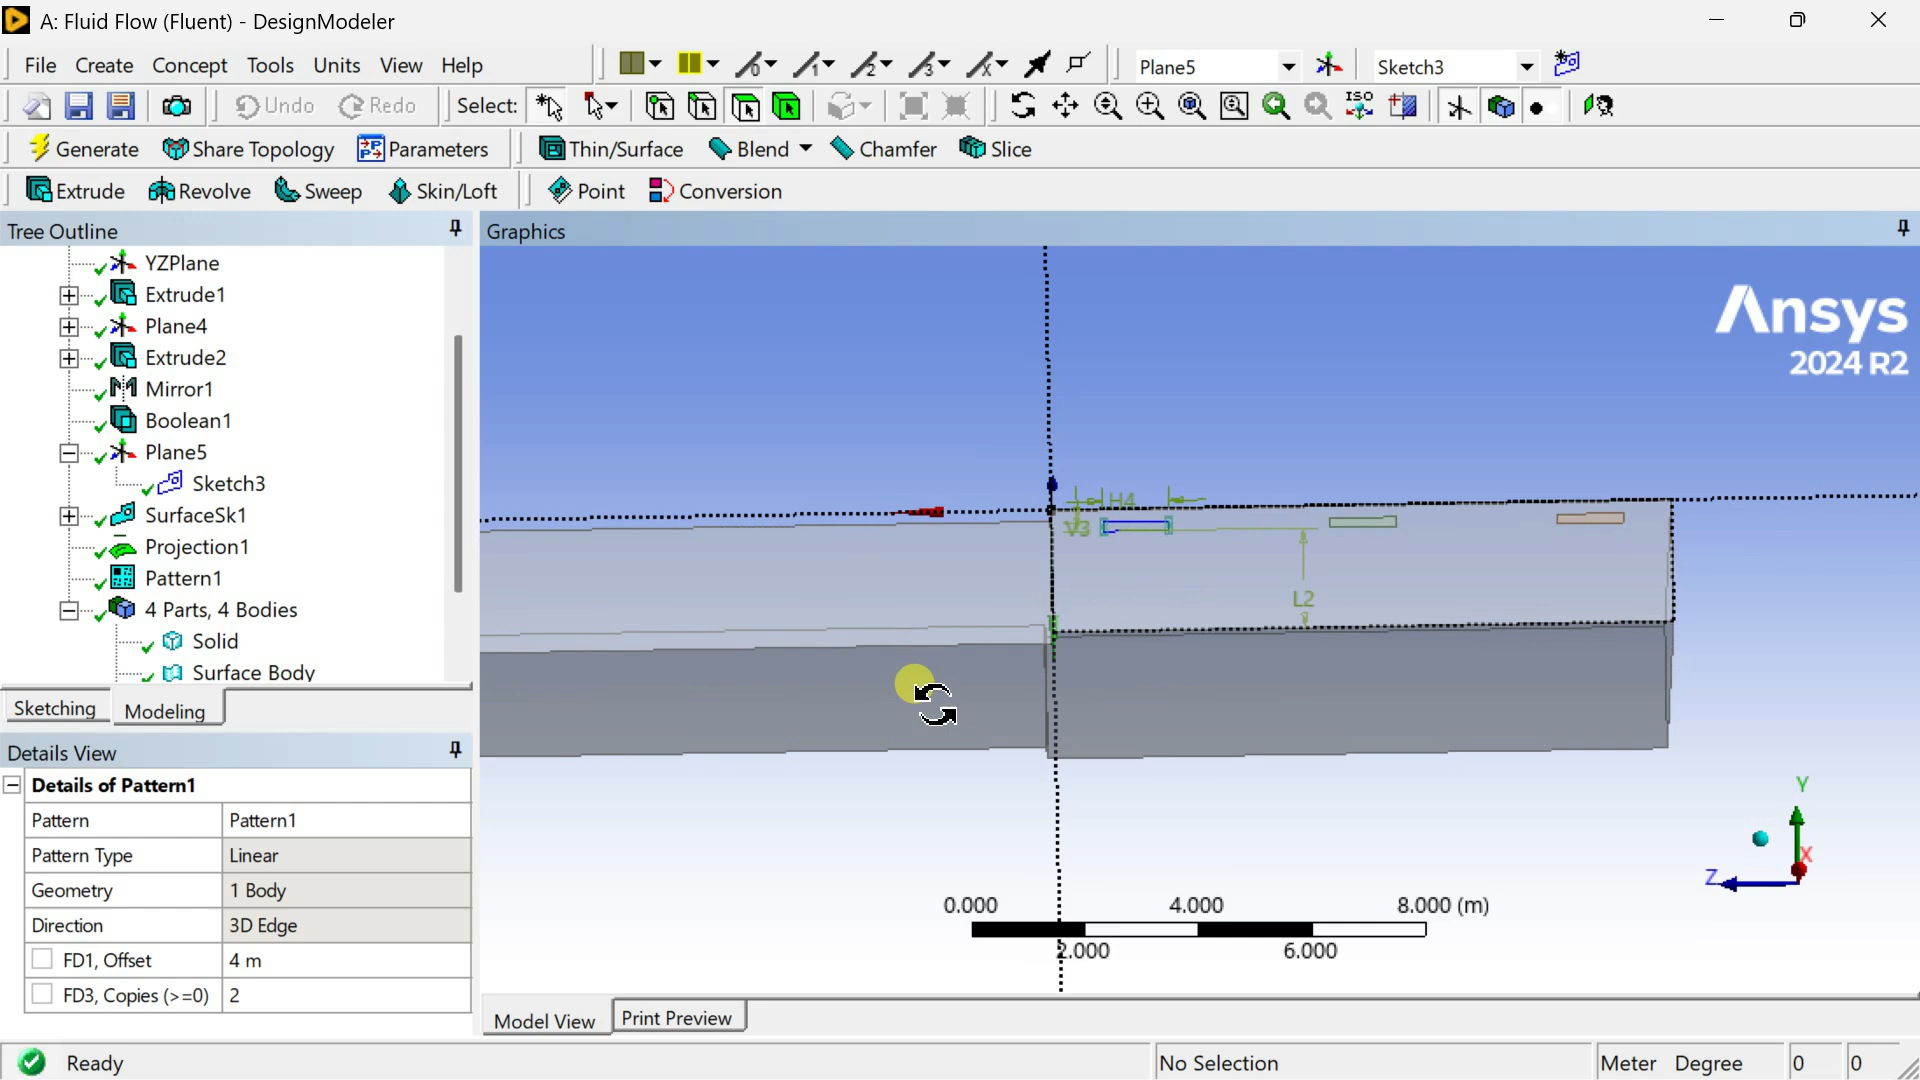 A: Fluid Flow (Fluent) - DesignModeler
File Create Concept Tools Units View Help
Plane5 Sketch3
Undo Redo Select: ISO
Generate Share Topology Parameters Thin/Surface Blend Chamfer Slice
Extrude Revolve Sweep Skin/Loft Point Conversion
Tree Outline
Graphics
YZPlane
Extrude1
Plane4
Extrude2
Mirror1
Boolean1
Plane5
Sketch3
SurfaceSk1
Projection1
Pattern1
4 Parts, 4 Bodies
Solid
Surface Body
Sketching Modeling
Details View
Details of Pattern1
Pattern Pattern1
Pattern Type Linear
Geometry 1 Body
Direction 3D Edge
FD1, Offset 4 m
FD3, Copies (>=0) 2
Ansys
2024 R2
H4
V3
L2
Y
X
Z
0.000 4.000 8.000 (m)
2.000 6.000
Model View Print Preview
Ready No Selection Meter Degree 0 0